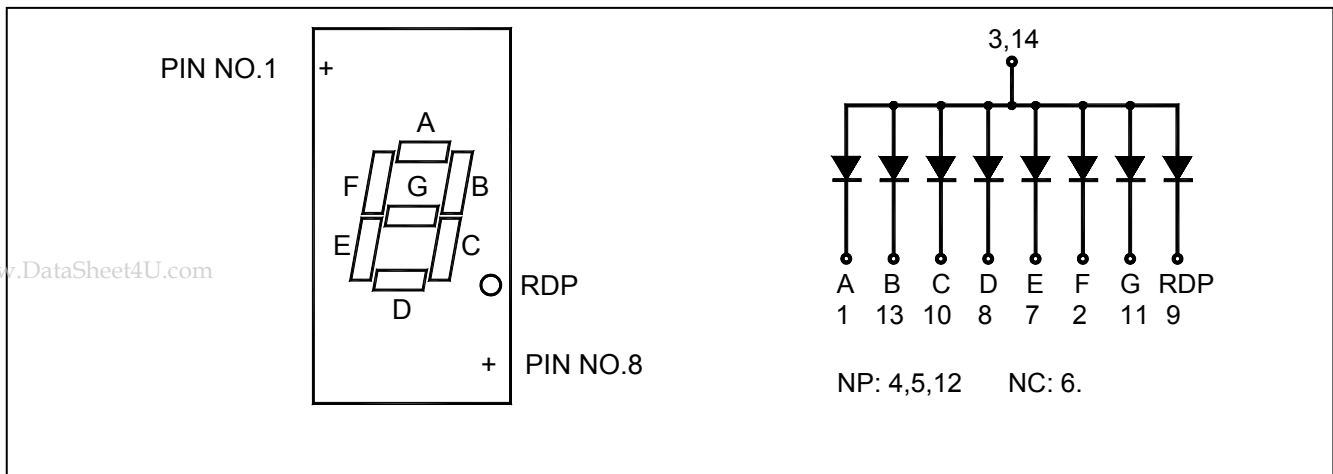 PIN NO.1
+
A
F G B
E C
D
RDP
+ PIN NO.8
3,14
A B C D E F G RDP
1 13 10 8 7 2 11 9
NP: 4,5,12 NC: 6.
w.DataSheet4U.com